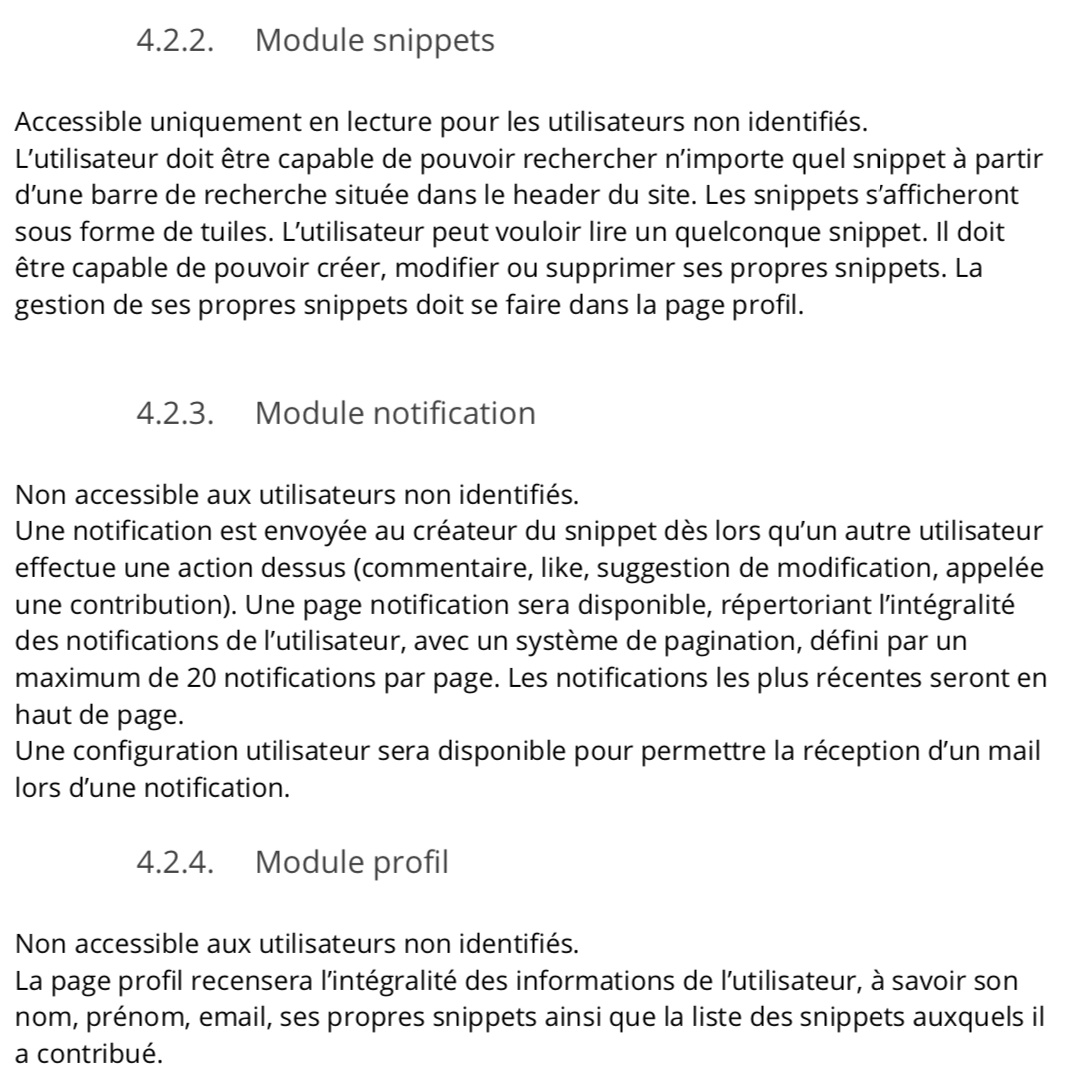 4.2.2. Module snippets
Accessible uniquement en lecture pour les utilisateurs non identifiés.
L’utilisateur doit être capable de pouvoir rechercher n’importe quel snippet à partir
d’une barre de recherche située dans le header du site. Les snippets s’afficheront
sous forme de tuiles. L’utilisateur peut vouloir lire un quelconque snippet. Il doit
être capable de pouvoir créer, modifier ou supprimer ses propres snippets. La
gestion de ses propres snippets doit se faire dans la page profil.
4.2.3. Module notification
Non accessible aux utilisateurs non identifiés.
Une notification est envoyée au créateur du snippet dès lors qu’un autre utilisateur
effectue une action dessus (commentaire, like, suggestion de modification, appelée
une contribution). Une page notification sera disponible, répertoriant l’intégralité
des notifications de l’utilisateur, avec un système de pagination, défini par un
maximum de 20 notifications par page. Les notifications les plus récentes seront en
haut de page.
Une configuration utilisateur sera disponible pour permettre la réception d’un mail
lors d’une notification.
4.2.4. Module profil
Non accessible aux utilisateurs non identifiés.
La page profil recensera l’intégralité des informations de l’utilisateur, à savoir son
nom, prénom, email, ses propres snippets ainsi que la liste des snippets auxquels il
a contribué.